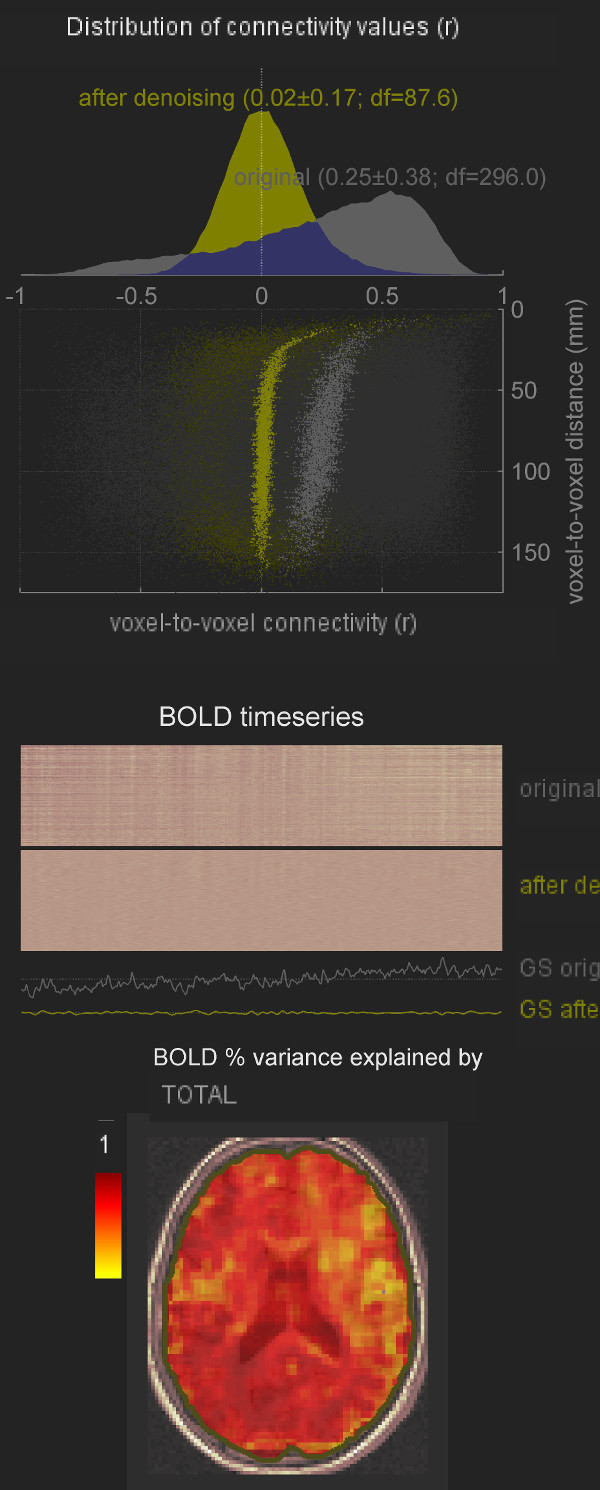 Distribution of connectivity values (r)
after denoising (0.02±0.17; df=87.6)
original (0.25±0.38; df=296.0)
-1 -0.5 0 0.5 1
0
50
100
150
voxel-to-voxel distance (mm)
voxel-to-voxel connectivity (r)
BOLD timeseries
original
after de
GS orig
GS afte
BOLD % variance explained by
TOTAL
1